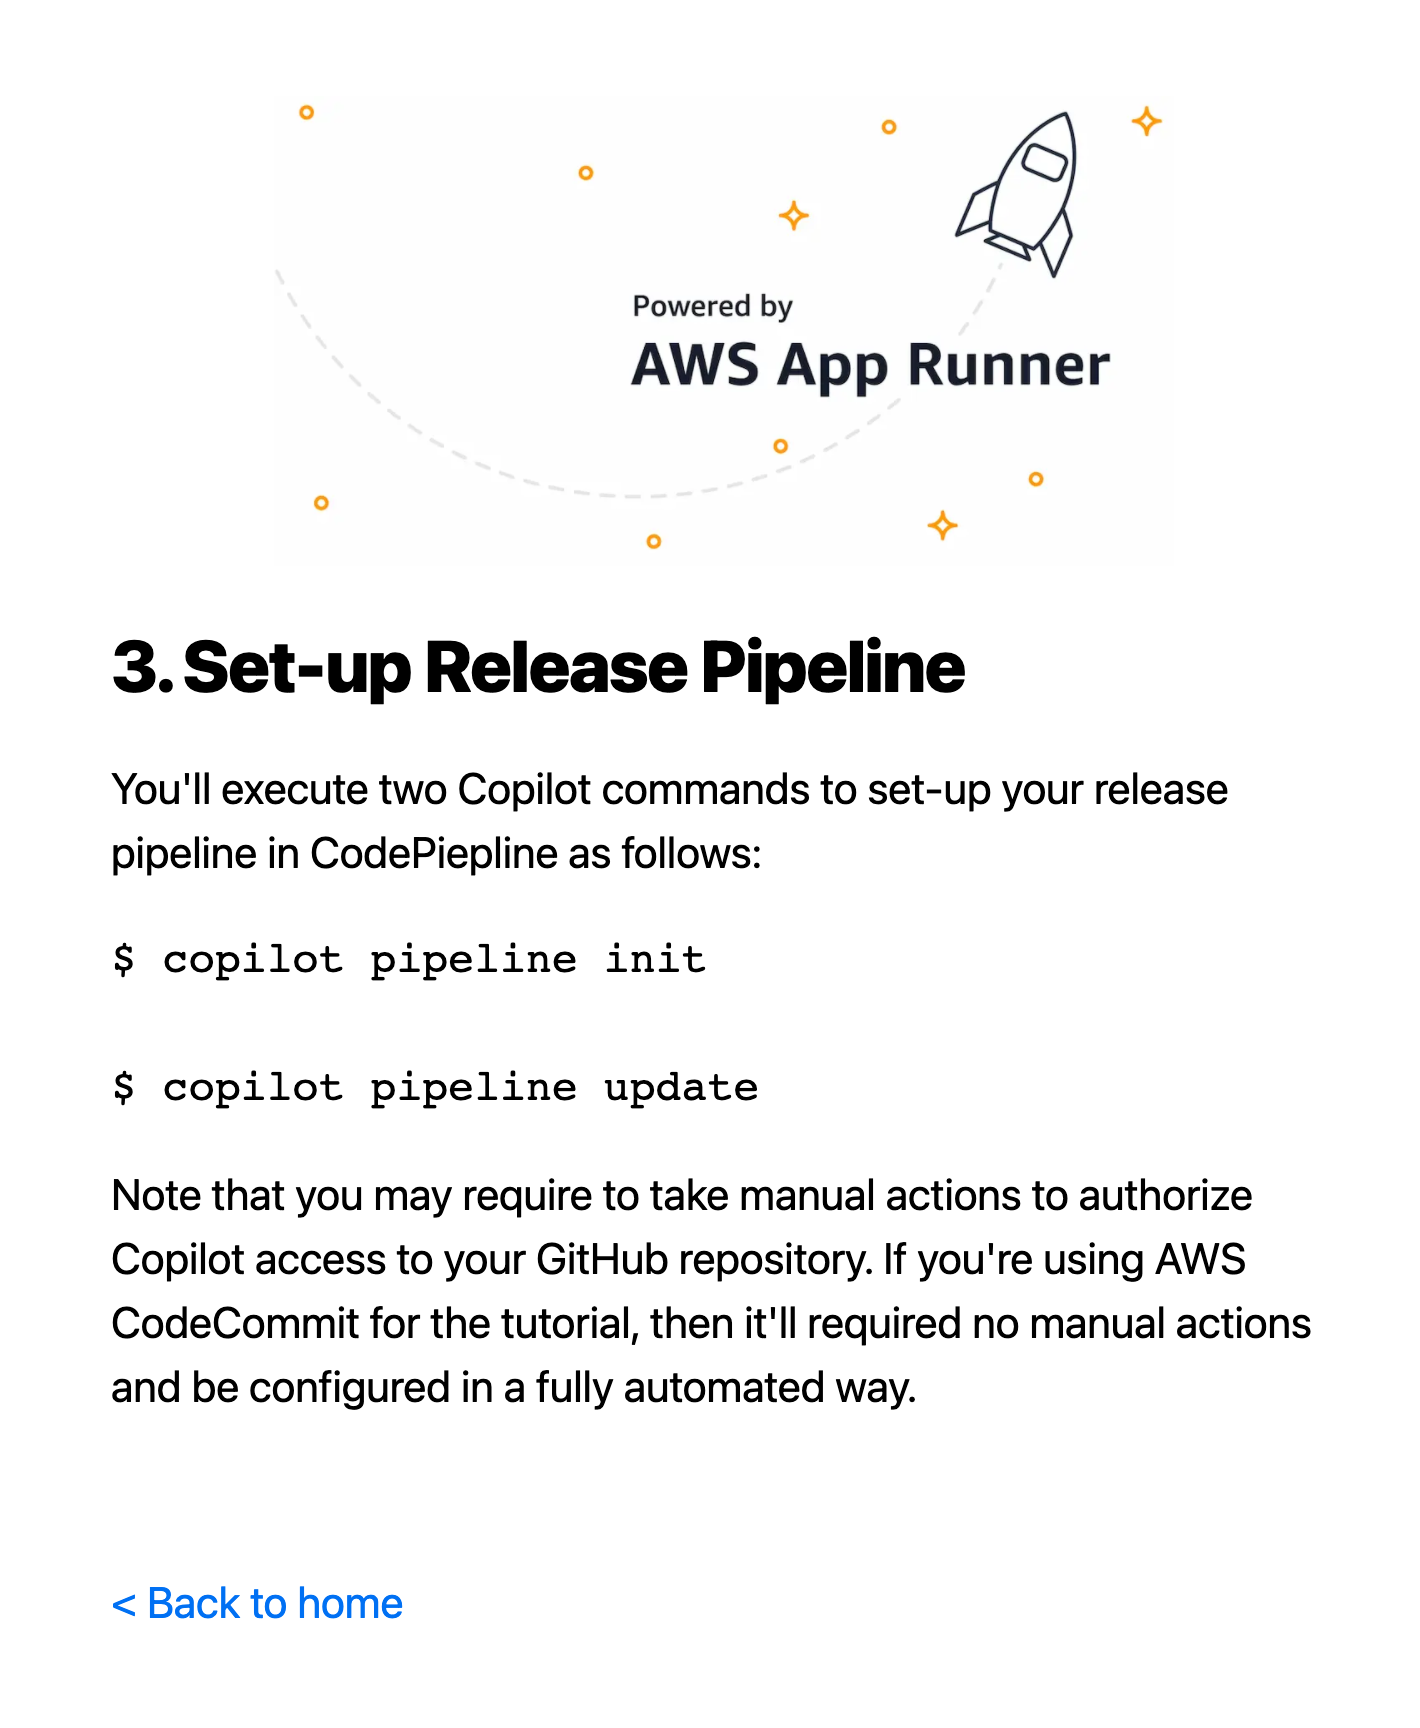 Powered by
AWS App Runner
3. Set-up Release Pipeline
You'll execute two Copilot commands to set-up your release
pipeline in CodePiepline as follows:
$ copilot pipeline init
$ copilot pipeline update
Note that you may require to take manual actions to authorize
Copilot access to your GitHub repository. If you're using AWS
CodeCommit for the tutorial, then it'll required no manual actions
and be configured in a fully automated way.
< Back to home